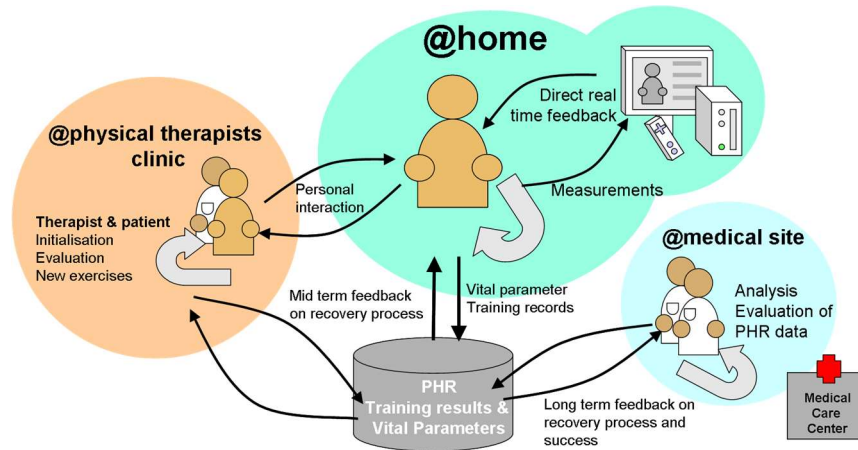 @home
@physical therapists
clinic
Therapist & patient
Initialisation
Evaluation
New exercises
Personal
interaction
Direct real
time feedback
Measurements
@medical site
Analysis
Evaluation of
PHR data
Mid term feedback
on recovery process
Vital parameter
Training records
PHR
Training results &
Vital Parameters
Long term feedback on
recovery process and
success
Medical
Care
Center